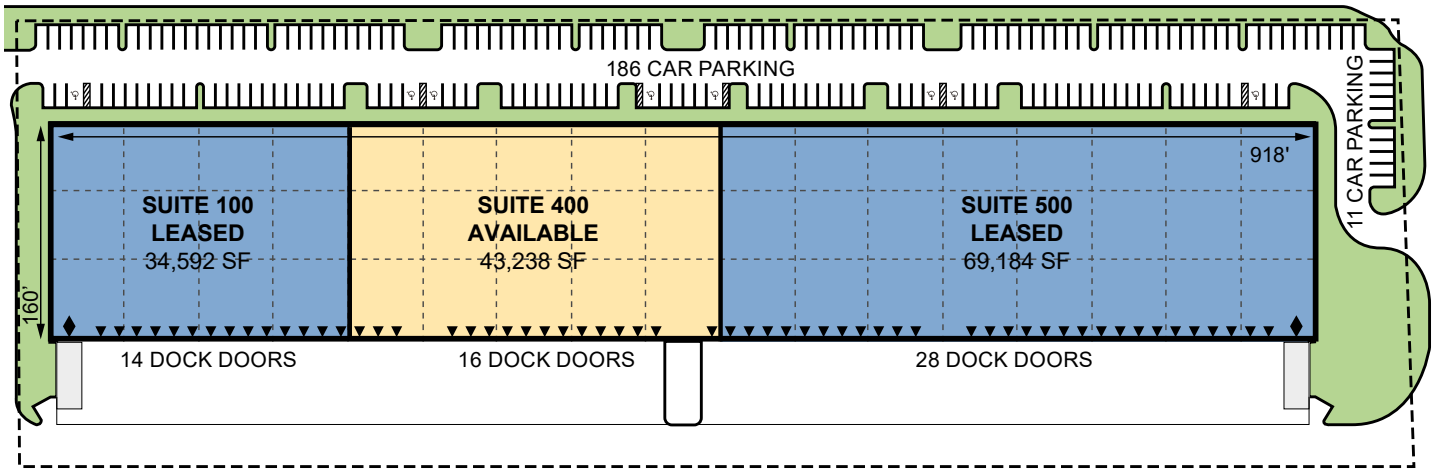 186 CAR PARKING
11 CAR PARKING
918'
160'
SUITE 100
LEASED
34,592 SF
SUITE 400
AVAILABLE
43,238 SF
SUITE 500
LEASED
69,184 SF
14 DOCK DOORS
16 DOCK DOORS
28 DOCK DOORS